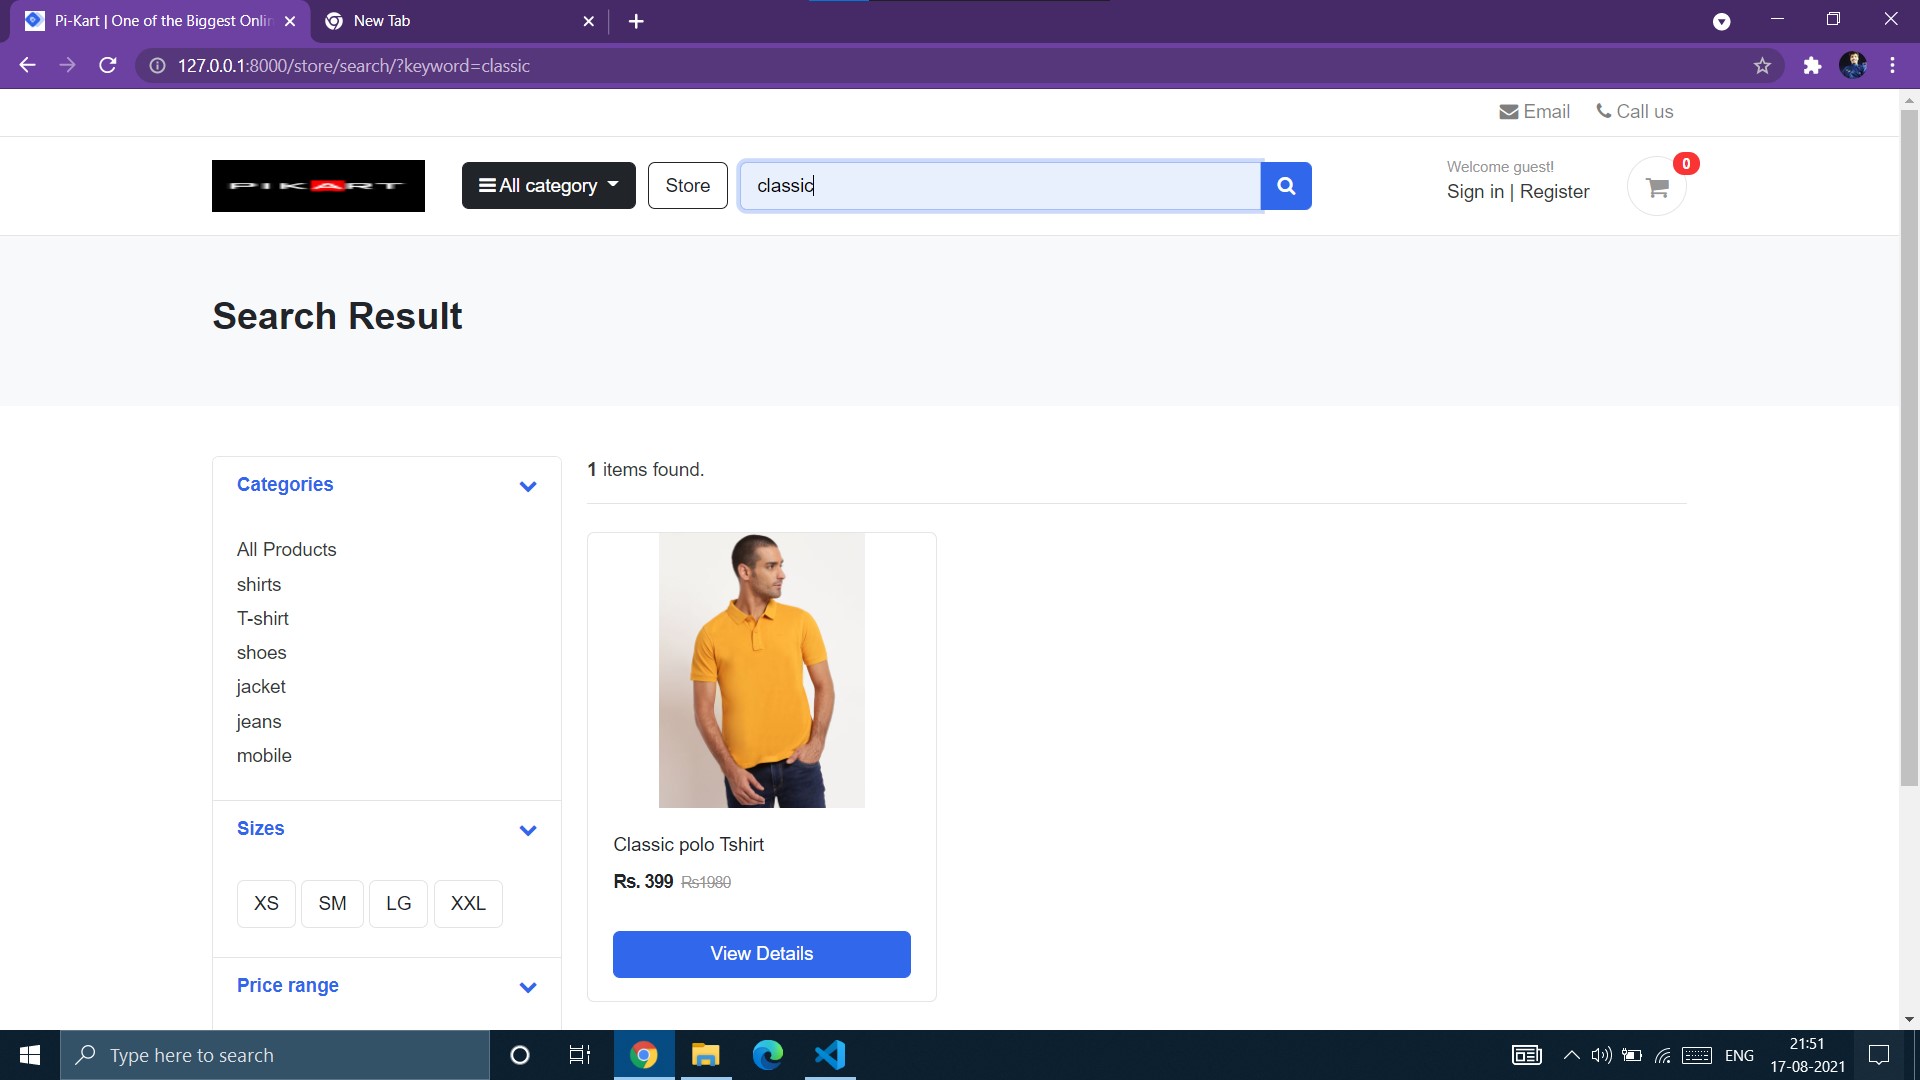 Pi-Kart | One of the Biggest Onlin
New Tab
127.0.0.1:8000/store/search/?keyword=classic
Email
Call us
PIKART
All category
Store
classic
Welcome guest!
Sign in | Register
0
Search Result
Categories
All Products
shirts
T-shirt
shoes
jacket
jeans
mobile
Sizes
XS
SM
LG
XXL
Price range
1 items found.
Classic polo Tshirt
Rs. 399 Rs1980
View Details
Type here to search
ENG
21:51
17-08-2021